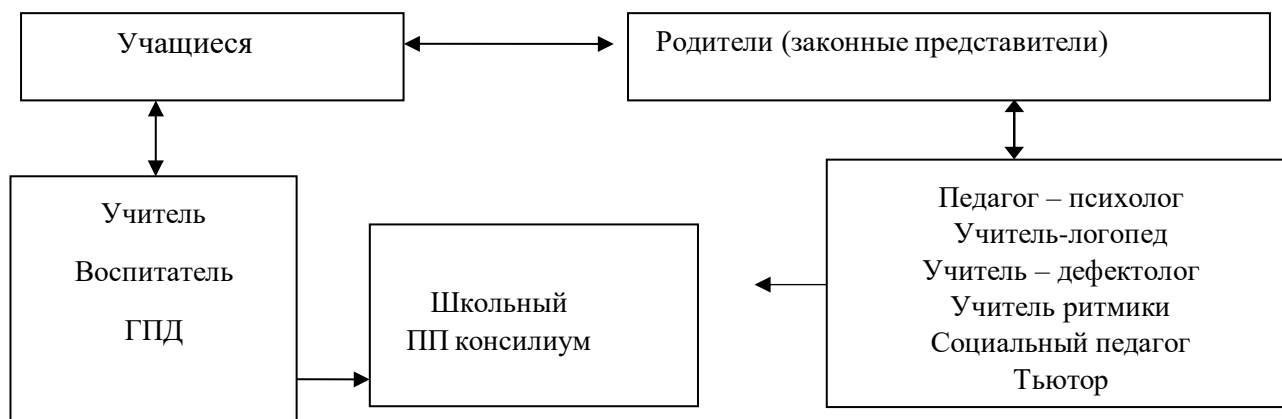 Учащиеся
Родители (законные представители)
Учитель
Воспитатель
ГПД
Школьный
ПП консилиум
Педагог – психолог
Учитель-логопед
Учитель – дефектолог
Учитель ритмики
Социальный педагог
Тьютор